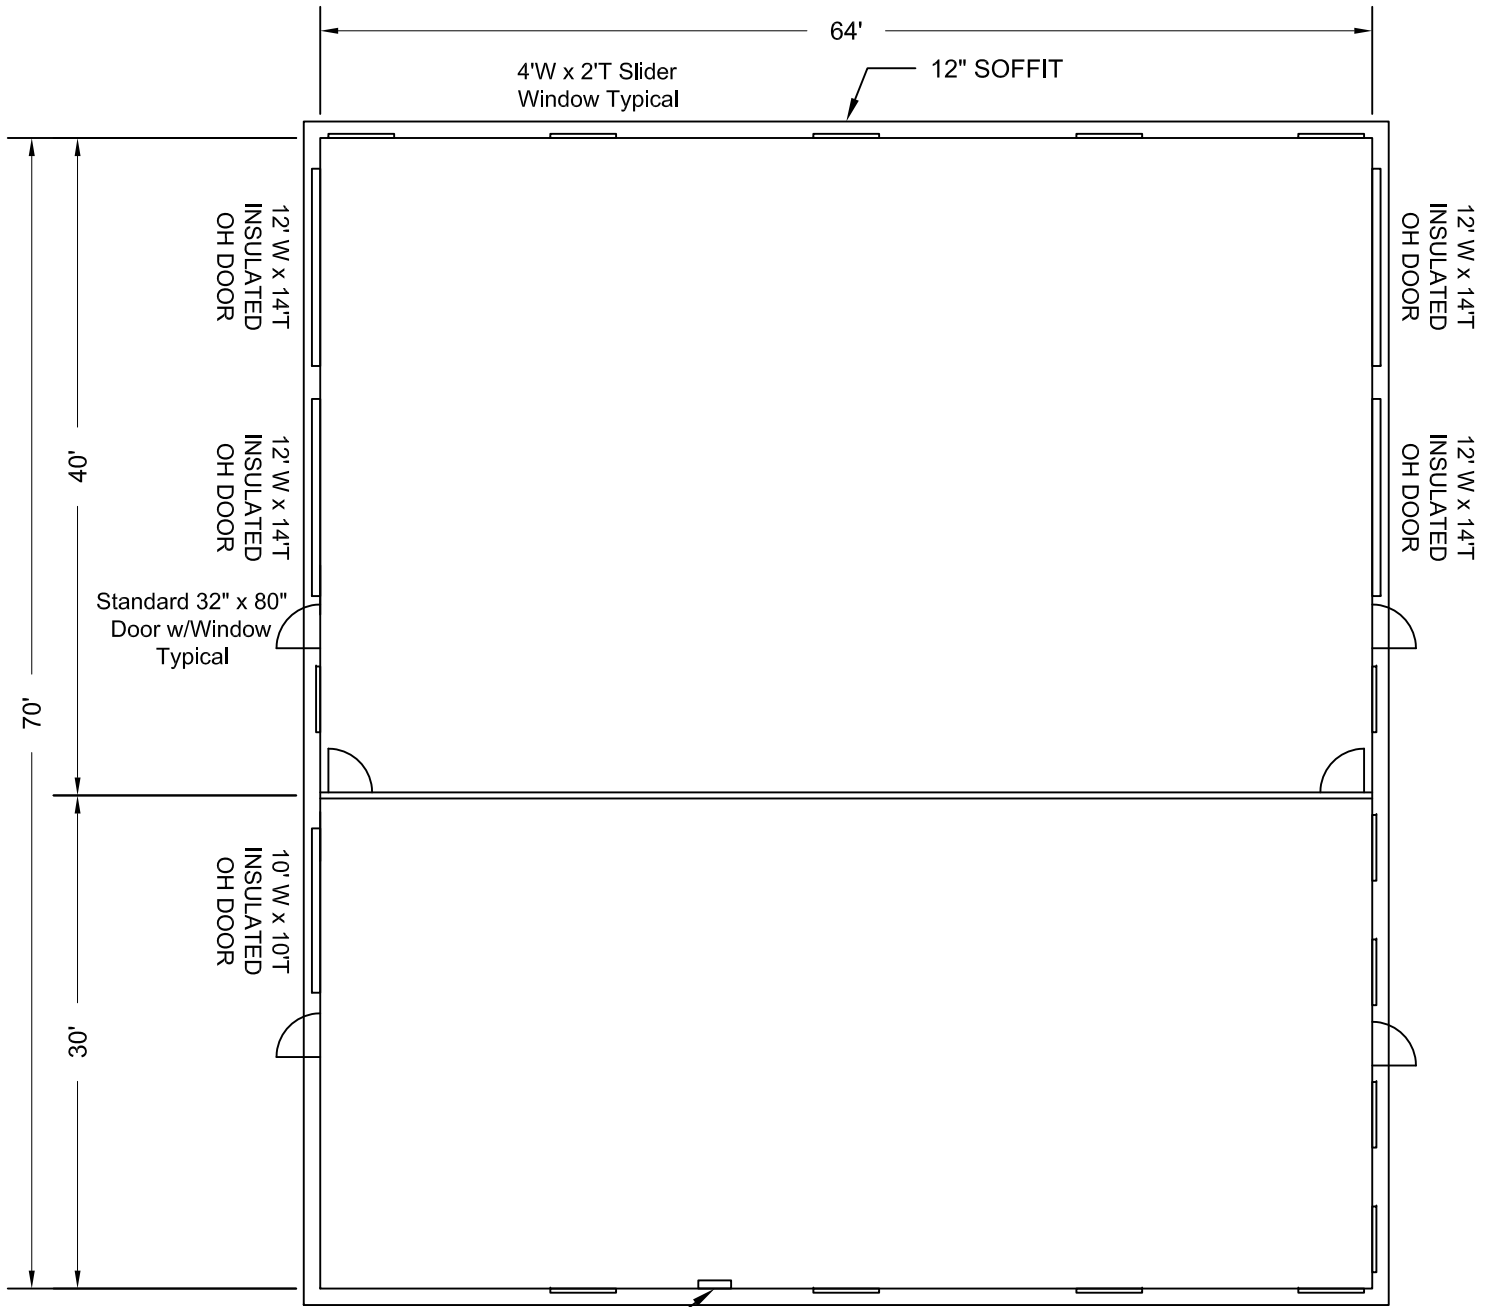 64'
4'W x 2'T Slider
Window Typical
12" SOFFIT
12' W x 14'T
INSULATED
OH DOOR
12' W x 14'T
INSULATED
OH DOOR
12' W x 14'T
INSULATED
OH DOOR
12' W x 14'T
INSULATED
OH DOOR
40'
Standard 32" x 80"
Door w/Window
Typical
70'
10' W x 10'T
INSULATED
OH DOOR
30'